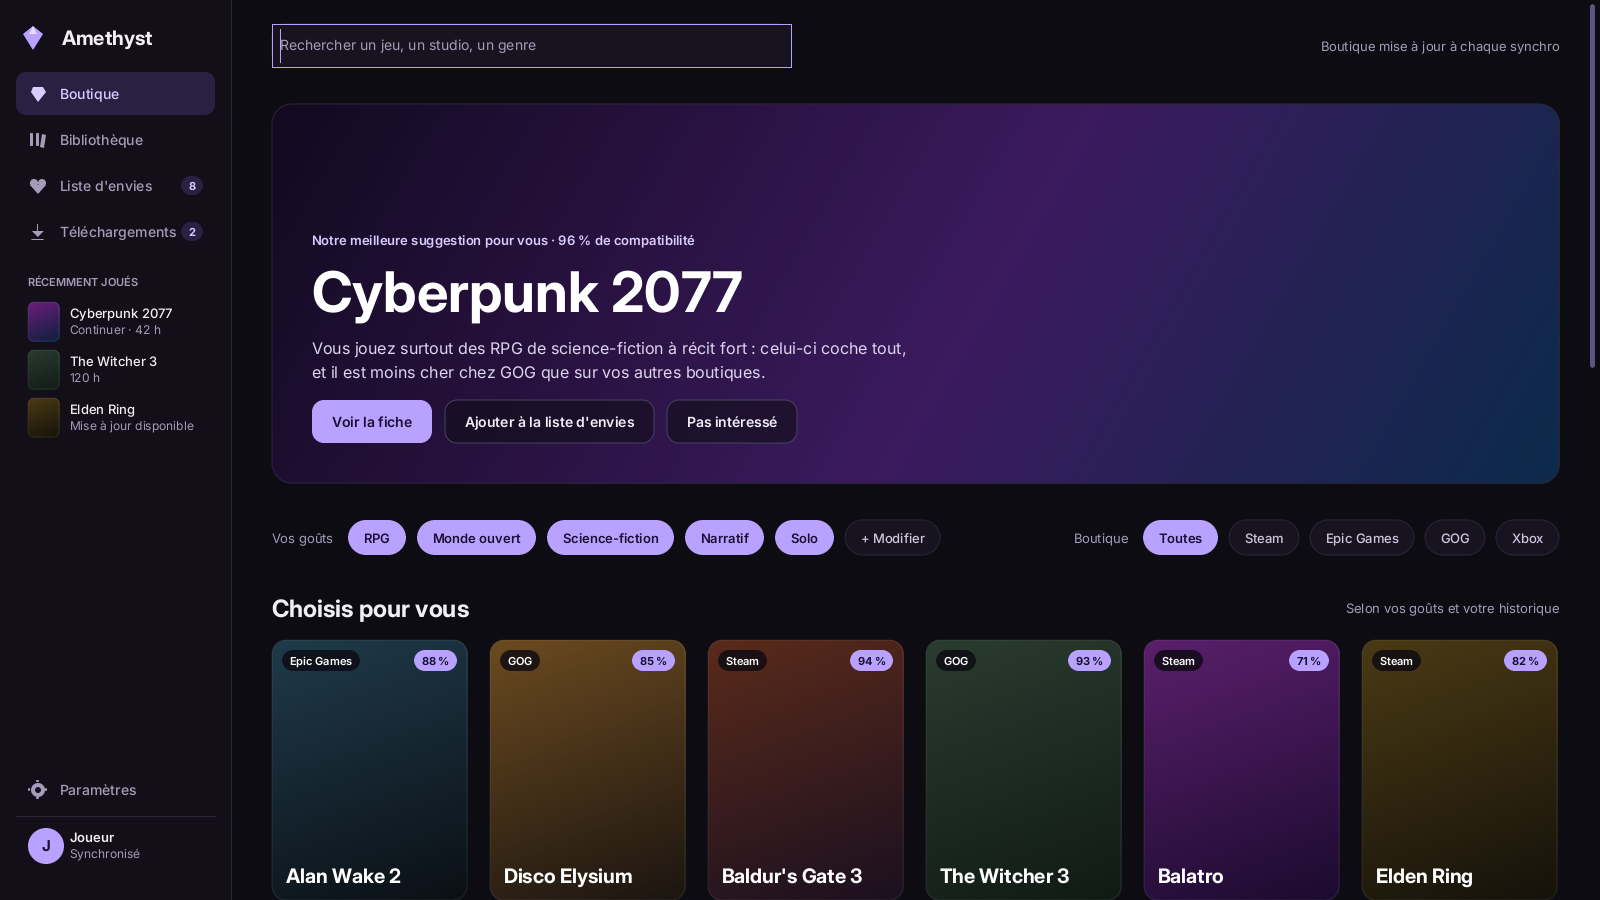 Amethyst
Boutique
Bibliothèque
Liste d'envies 8
Téléchargements 2
RÉCEMMENT JOUÉS
Cyberpunk 2077
Continuer · 42 h
The Witcher 3
120 h
Elden Ring
Mise à jour disponible
Paramètres
J
Joueur
Synchronisé
Rechercher un jeu, un studio, un genre
Boutique mise à jour à chaque synchro
Notre meilleure suggestion pour vous · 96 % de compatibilité
Cyberpunk 2077
Vous jouez surtout des RPG de science-fiction à récit fort : celui-ci coche tout,
et il est moins cher chez GOG que sur vos autres boutiques.
Voir la fiche
Ajouter à la liste d'envies
Pas intéressé
Vos goûts RPG Monde ouvert Science-fiction Narratif Solo + Modifier
Boutique Toutes Steam Epic Games GOG Xbox
Choisis pour vous
Selon vos goûts et votre historique
Epic Games 88 %
Alan Wake 2
GOG 85 %
Disco Elysium
Steam 94 %
Baldur's Gate 3
GOG 93 %
The Witcher 3
Steam 71 %
Balatro
Steam 82 %
Elden Ring